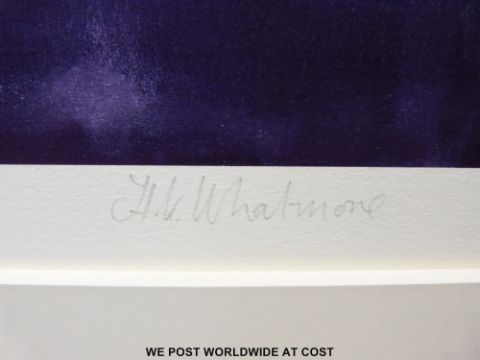 H.V. Whatmore
WE POST WORLDWIDE AT COST